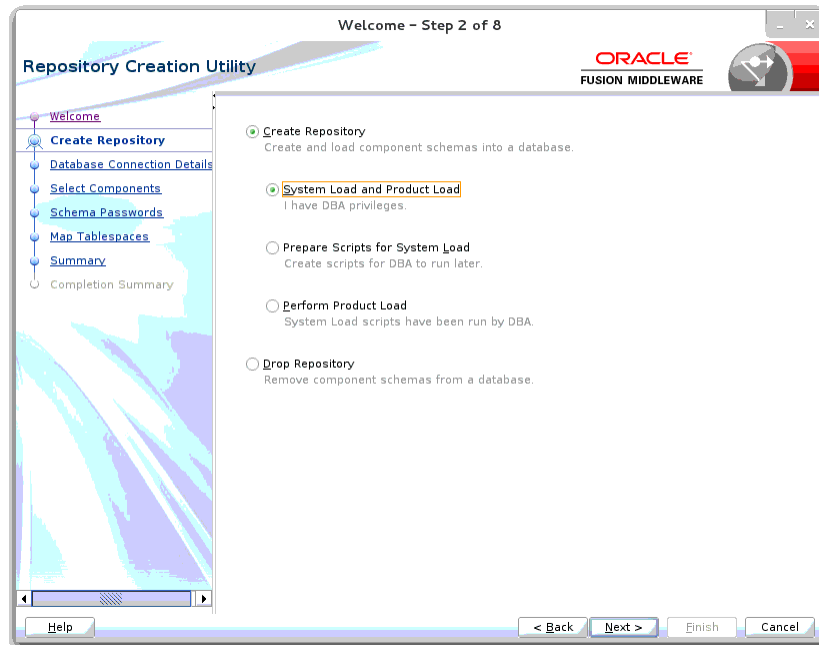 Welcome – Step 2 of 8
Repository Creation Utility
ORACLE®
FUSION MIDDLEWARE
Welcome
Create Repository
Database Connection Details
Select Components
Schema Passwords
Map Tablespaces
Summary
Completion Summary
Create Repository
Create and load component schemas into a database.
System Load and Product Load
I have DBA privileges.
Prepare Scripts for System Load
Create scripts for DBA to run later.
Perform Product Load
System Load scripts have been run by DBA.
Drop Repository
Remove component schemas from a database.
Help
< Back
Next >
Finish
Cancel